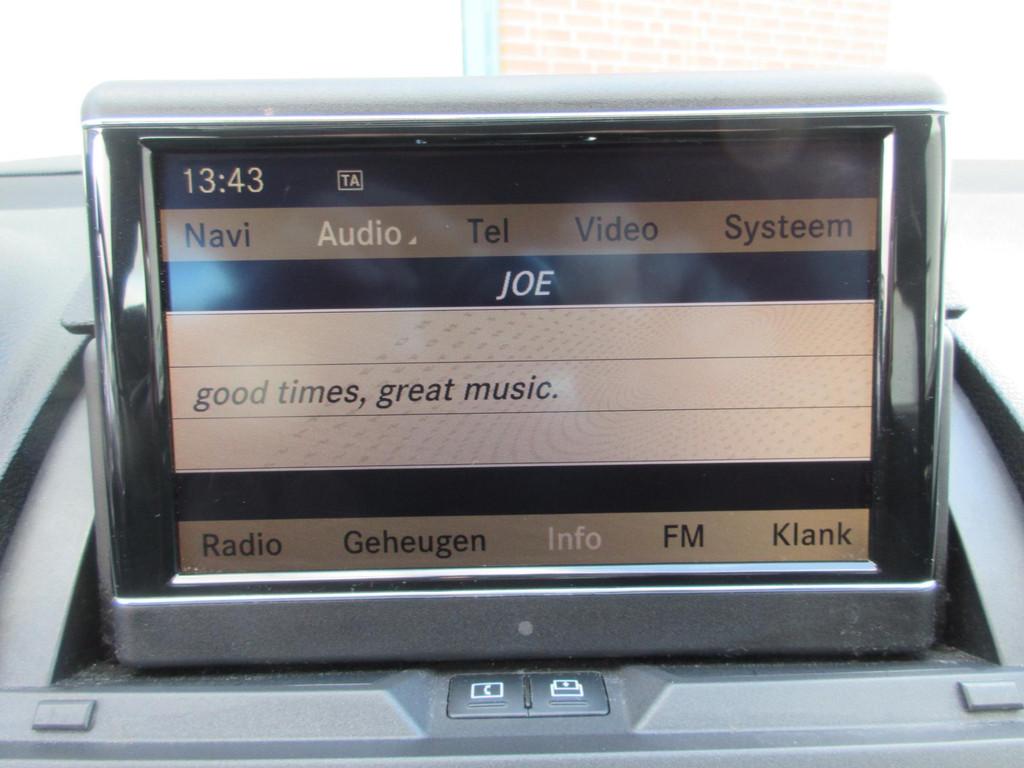 13:43 TA
Navi Audio Tel Video Systeem
JOE
good times, great music.
Radio Geheugen Info FM Klank